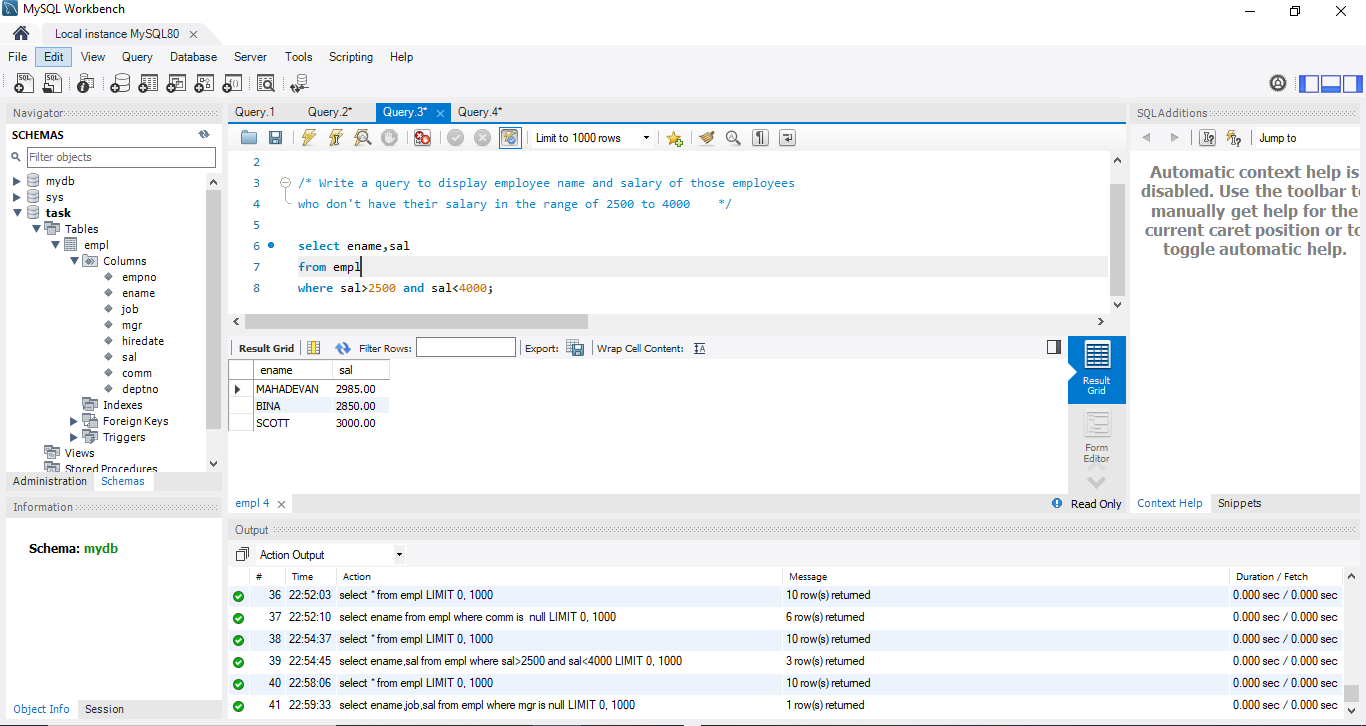 MySQL Workbench
Local instance MySQL80
File Edit View Query Database Server Tools Scripting Help
Navigator
SCHEMAS
Filter objects
mydb
sys
task
Tables
empl
Columns
empno
ename
job
mgr
hiredate
sal
comm
deptno
Indexes
Foreign Keys
Triggers
Views
Stored Procedures
Administration Schemas
Information
Schema: mydb
Object Info Session
Query.1 Query.2* Query.3* Query.4*
Limit to 1000 rows
2
3 /* Write a query to display employee name and salary of those employees
4 who don't have their salary in the range of 2500 to 4000 */
5
6 select ename,sal
7 from empl
8 where sal>2500 and sal<4000;
Result Grid Filter Rows: Export: Wrap Cell Content:
ename sal
MAHADEVAN 2985.00
BINA 2850.00
SCOTT 3000.00
Result Grid
Form Editor
empl 4
Read Only
SQLAdditions
Jump to
Automatic context help is
disabled. Use the toolbar to
manually get help for the
current caret position or to
toggle automatic help.
Context Help Snippets
Output
Action Output
# Time Action Message Duration / Fetch
36 22:52:03 select * from empl LIMIT 0, 1000 10 row(s) returned 0.000 sec / 0.000 sec
37 22:52:10 select ename from empl where comm is null LIMIT 0, 1000 6 row(s) returned 0.000 sec / 0.000 sec
38 22:54:37 select * from empl LIMIT 0, 1000 10 row(s) returned 0.000 sec / 0.000 sec
39 22:54:45 select ename,sal from empl where sal>2500 and sal<4000 LIMIT 0, 1000 3 row(s) returned 0.000 sec / 0.000 sec
40 22:58:06 select * from empl LIMIT 0, 1000 10 row(s) returned 0.000 sec / 0.000 sec
41 22:59:33 select ename,job,sal from empl where mgr is null LIMIT 0, 1000 1 row(s) returned 0.000 sec / 0.000 sec